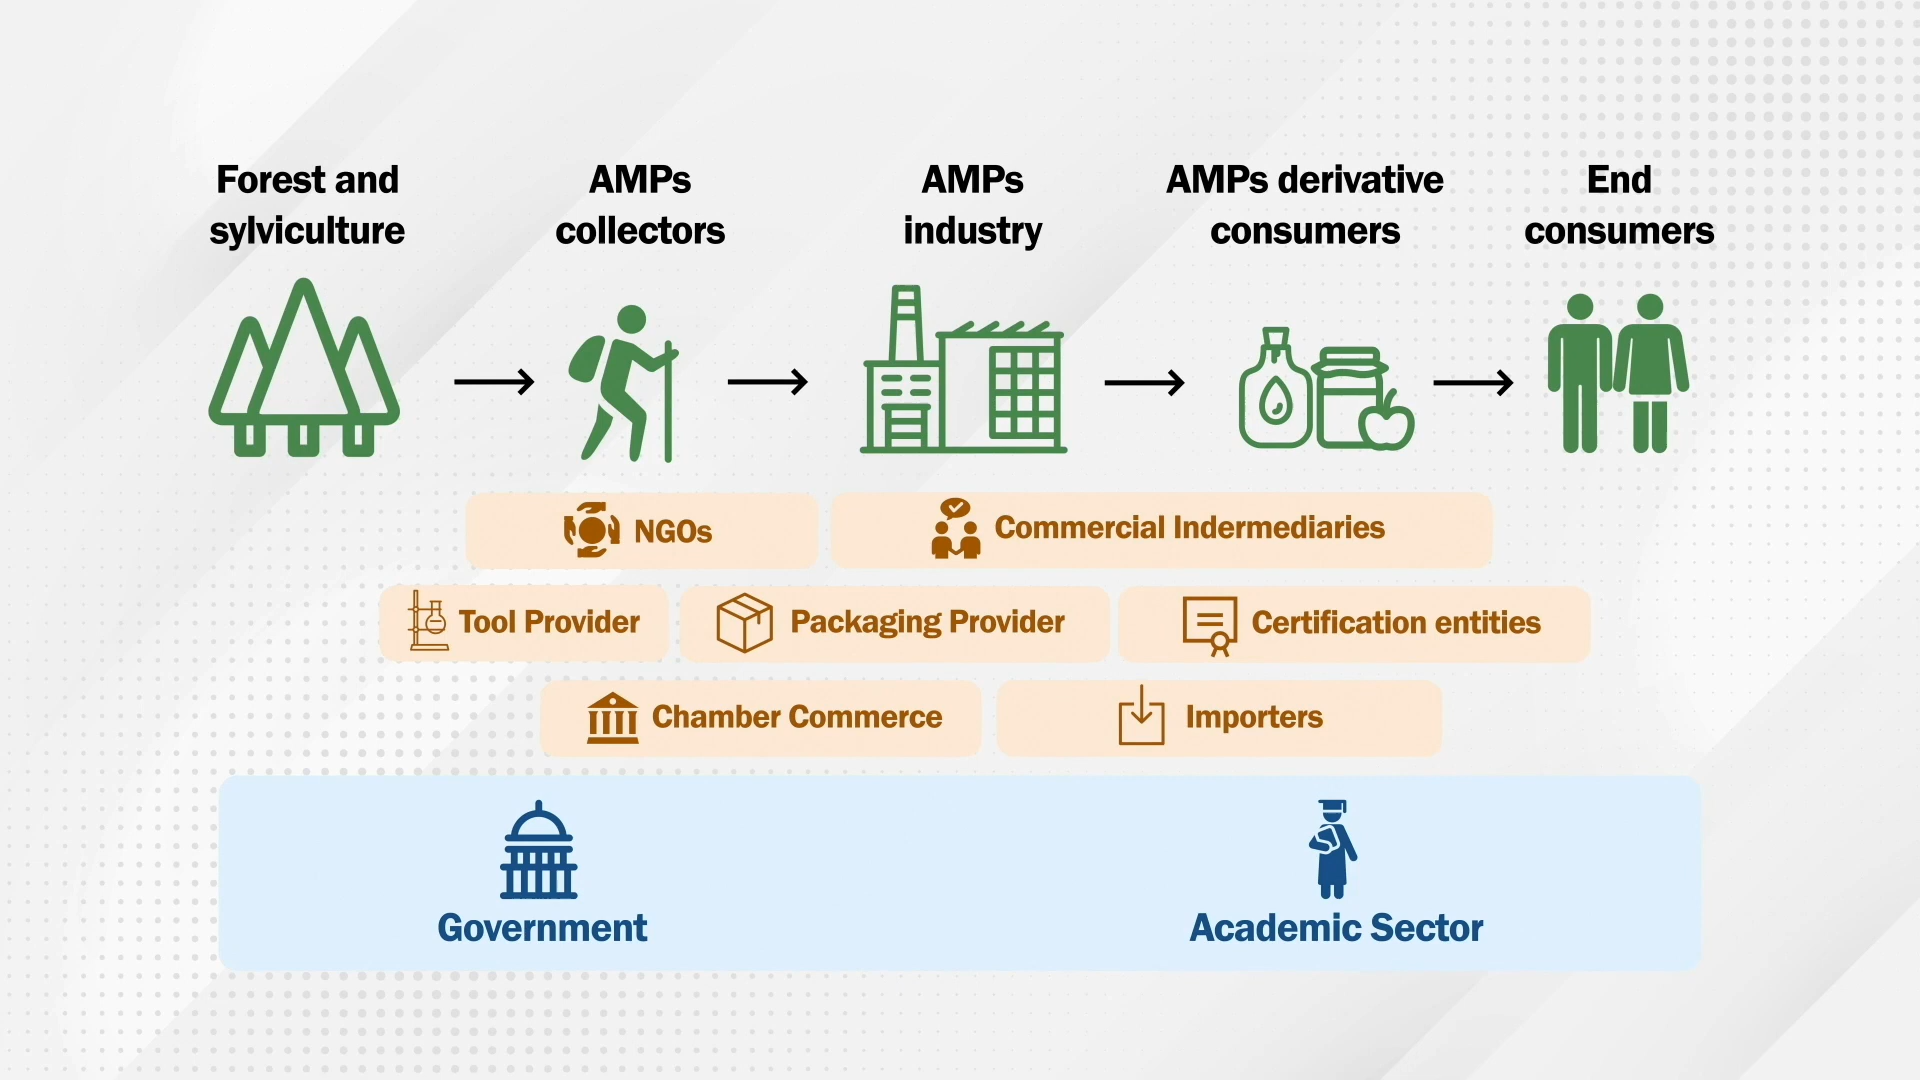 Forest and
sylviculture
AMPs
collectors
AMPs
industry
AMPs derivative
consumers
End
consumers
NGOs
Commercial Indermediaries
Tool Provider
Packaging Provider
Certification entities
Chamber Commerce
Importers
Government
Academic Sector